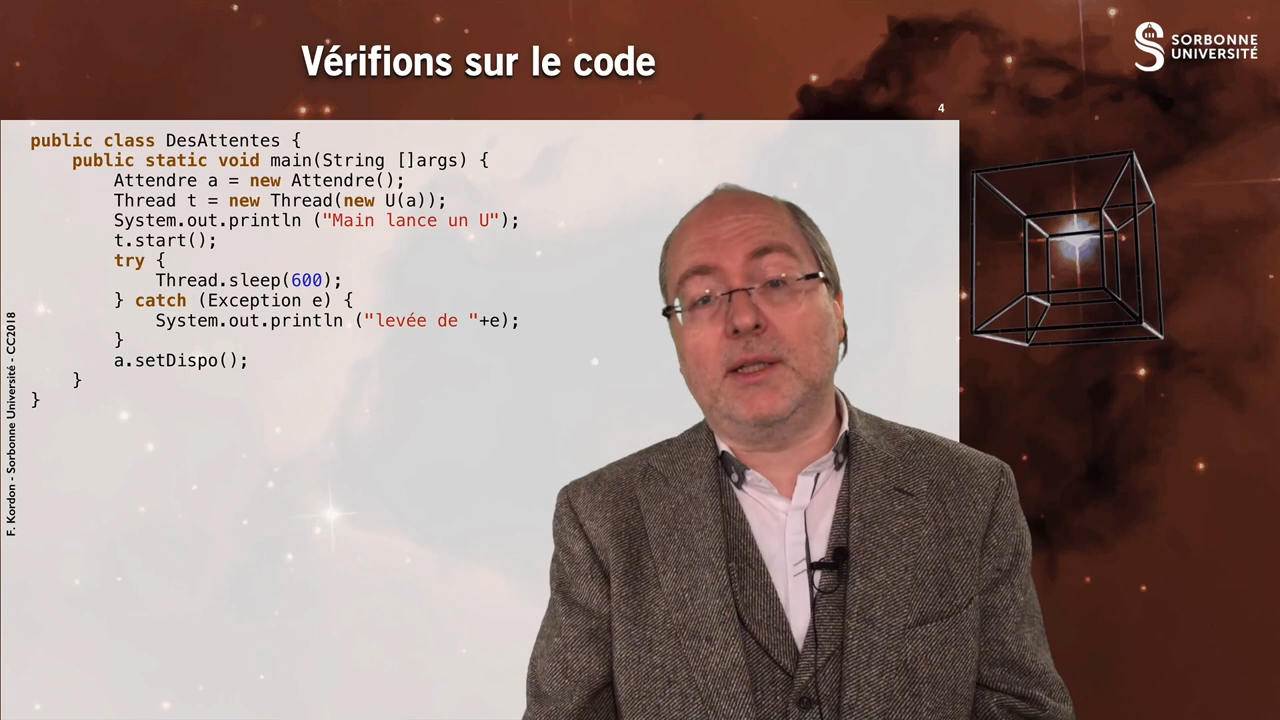 Vérifions sur le code
SORBONNE
UNIVERSITÉ
4
public class DesAttentes {
    public static void main(String []args) {
        Attendre a = new Attendre();
        Thread t = new Thread(new U(a));
        System.out.println ("Main lance un U");
        t.start();
        try {
            Thread.sleep(600);
        } catch (Exception e) {
            System.out.println ("levée de "+e);
        }
        a.setDispo();
    }
}
F. Kordon - Sorbonne Université - CC2018